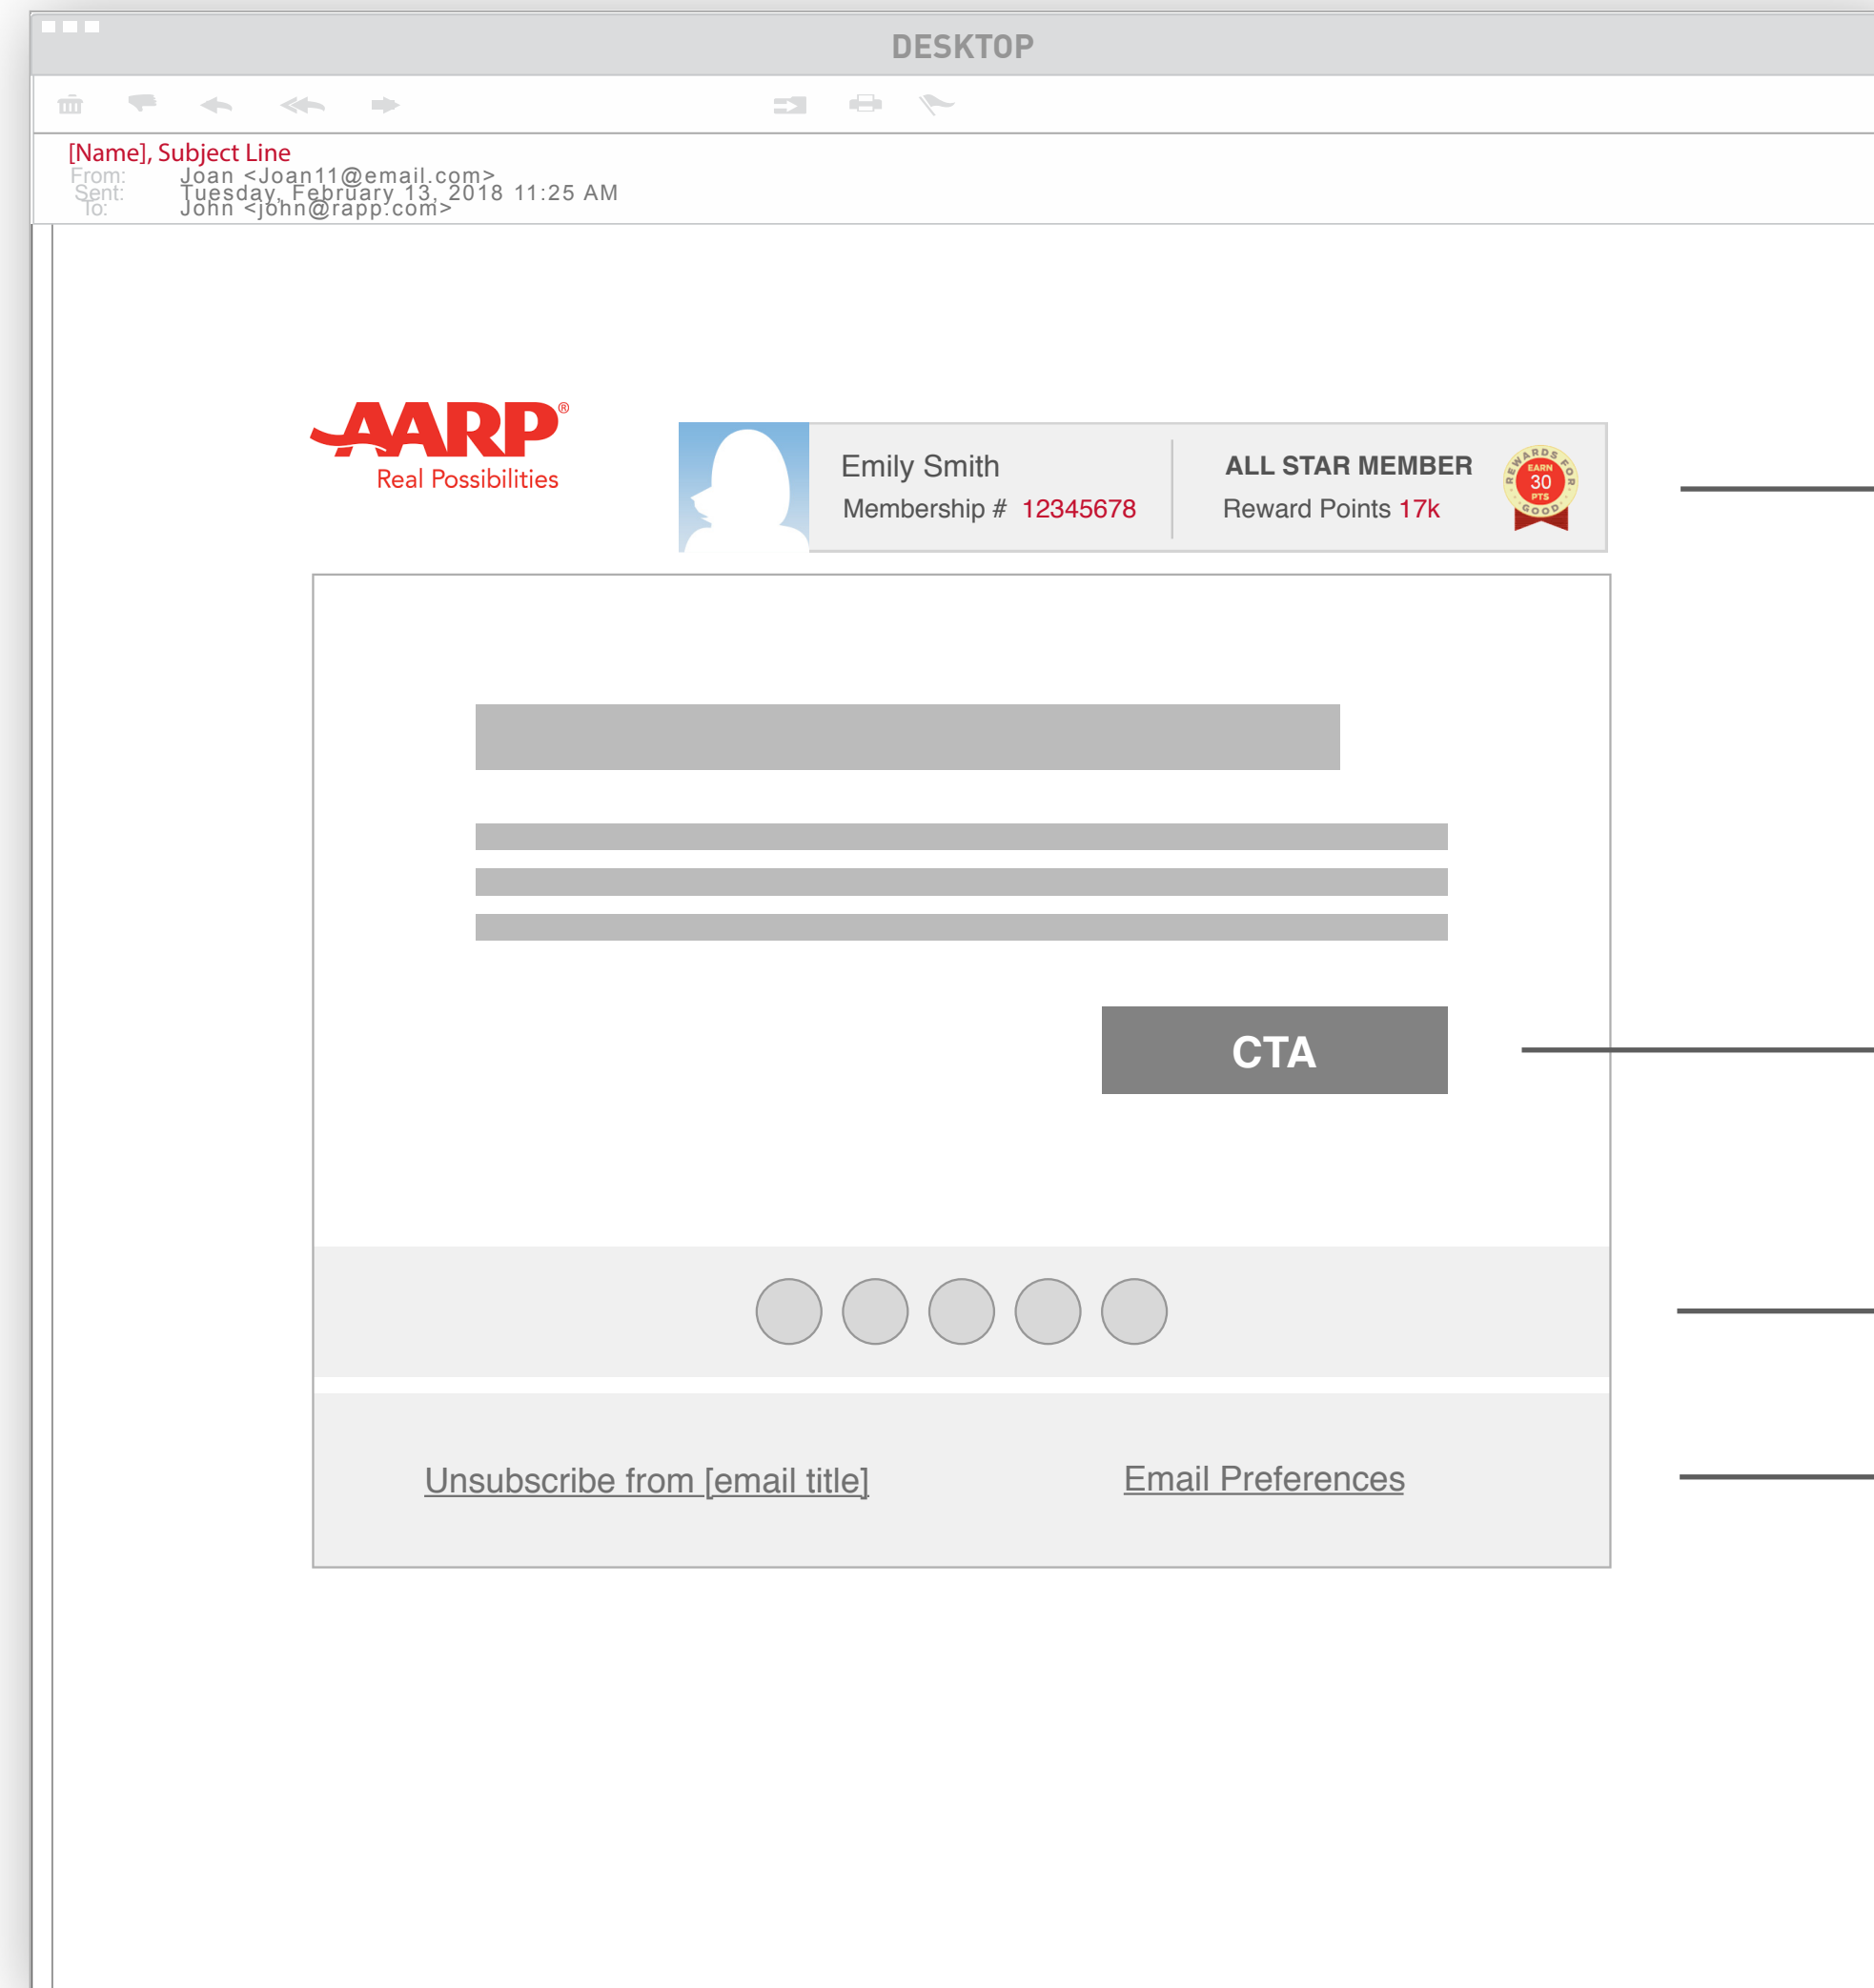 DESKTOP
[Name], Subject Line
From: Joan <Joan11@email.com>
Sent: Tuesday, February 13, 2018 11:25 AM
To: John <john@rapp.com>
AARP®
Real Possibilities
Emily Smith
Membership # 12345678
ALL STAR MEMBER
Reward Points 17k
REWARDS FOR
EARN
30
PTS
GOOD
CTA
Unsubscribe from [email title]
Email Preferences